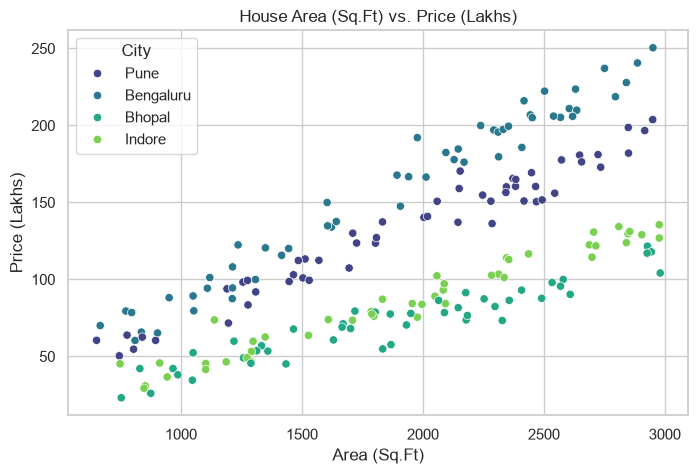 House Area (Sq.Ft) vs. Price (Lakhs)
City
Pune
Bengaluru
Bhopal
Indore
Price (Lakhs)
250
200
150
100
50
1000 1500 2000 2500 3000
Area (Sq.Ft)